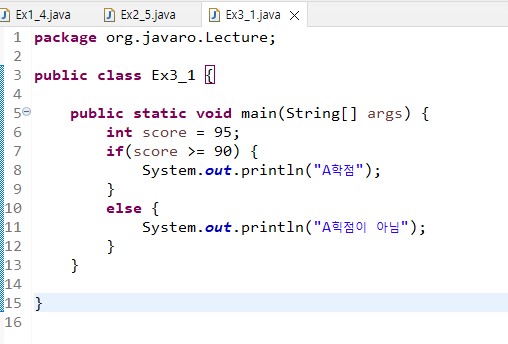 Ex1_4.java Ex2_5.java Ex3_1.java
1 package org.javaro.Lecture;
2
3 public class Ex3_1 {
4
5 public static void main(String[] args) {
6 int score = 95;
7 if(score >= 90) {
8 System.out.println("A학점");
9 }
10 else {
11 System.out.println("A학점이 아님");
12 }
13 }
14
15 }
16